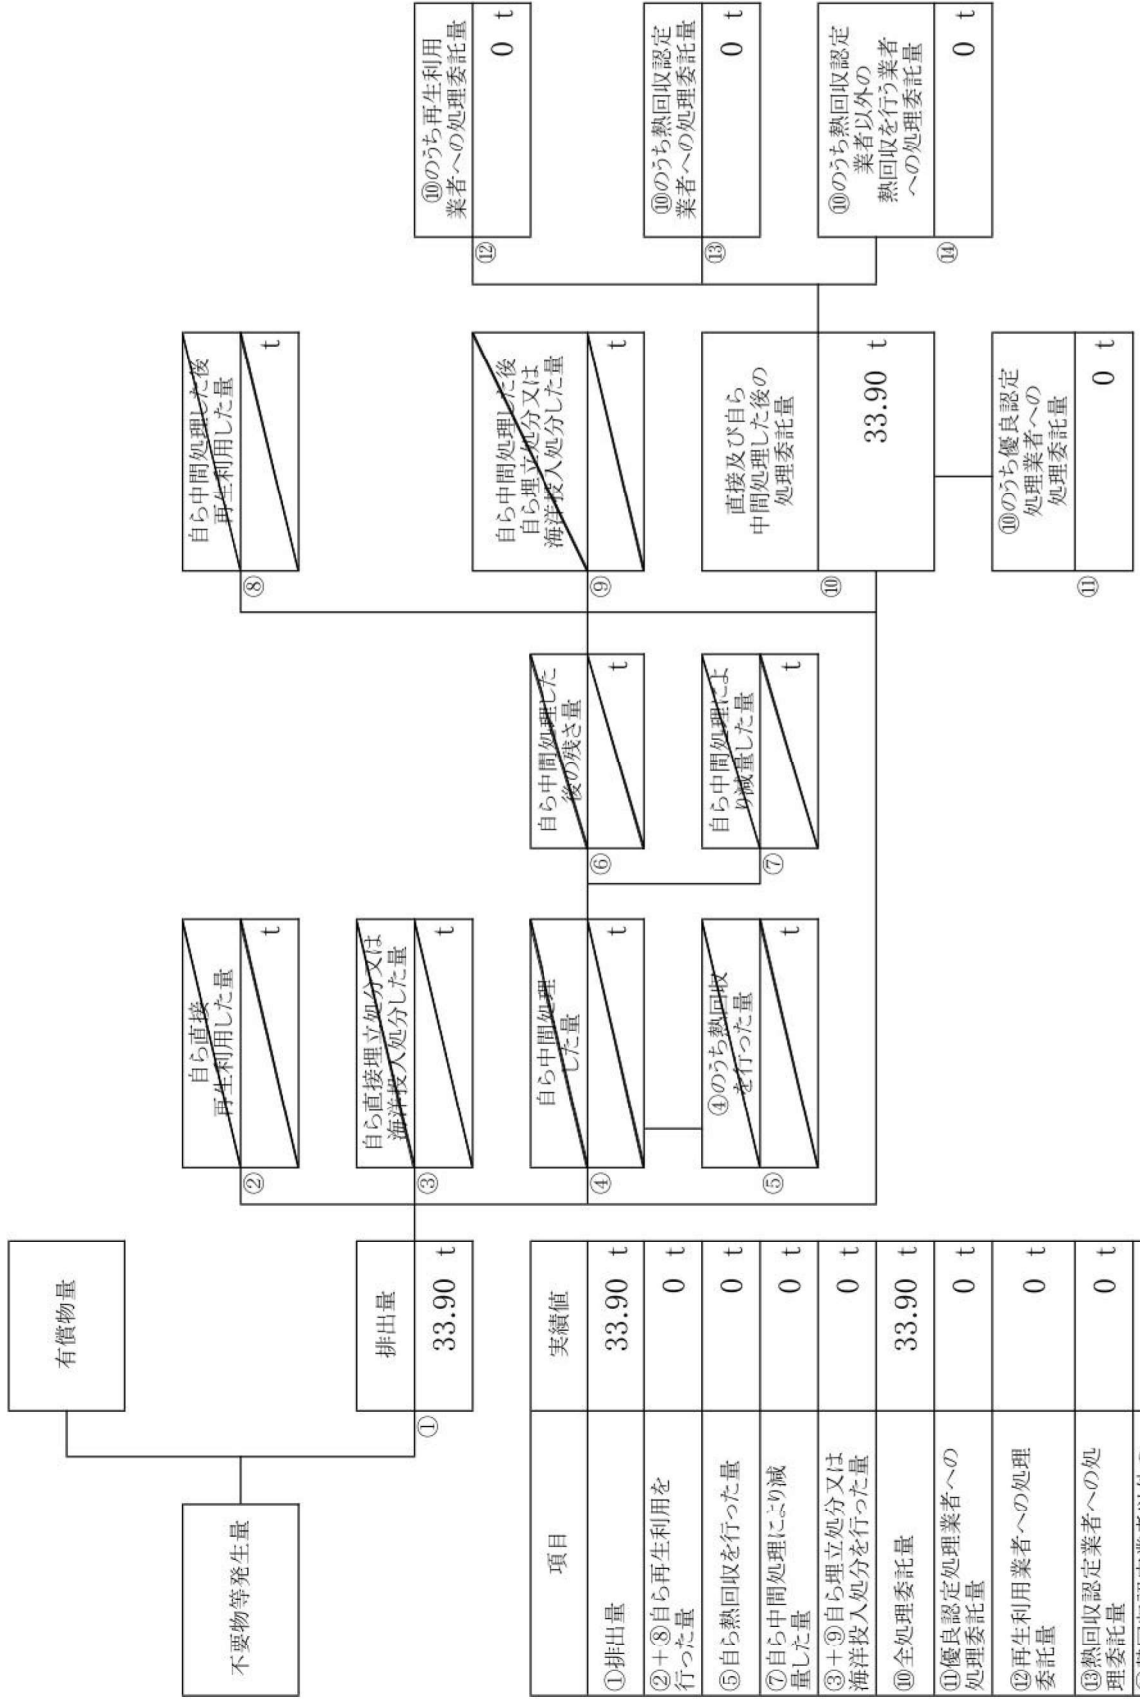 有償物量
不要物等発生量
排出量
①
33.90 t
②
自ら直接
再生利用した量
t
③
自ら直接埋立処分又は
海洋投入処分した量
t
④
自ら中間処理
した量
t
⑤
④のうち熱回収
を行った量
t
⑥
自ら中間処理した
後の残さ量
t
⑦
自ら中間処理によ
り減量した量
t
⑧
自ら中間処理した後
再生利用した量
t
⑨
自ら中間処理した後
自ら埋立処分又は
海洋投入処分した量
t
⑩
直接及び自ら
中間処理した後の
処理委託量
33.90 t
⑪
⑩のうち優良認定
処理業者への
処理委託量
0 t
⑫
⑩のうち再生利用
業者への処理委託量
0 t
⑬
⑩のうち熱回収認定
業者への処理委託量
0 t
⑭
⑩のうち熱回収認定
業者以外の
熱回収を行う業者
への処理委託量
0 t
項目 実績値
①排出量 33.90 t
②+⑧自ら再生利用を
行った量 0 t
⑤自ら熱回収を行った量 0 t
⑦自ら中間処理により減
量した量 0 t
③+⑨自ら埋立処分又は
海洋投入処分を行った量 0 t
⑩全処理委託量 33.90 t
⑪優良認定処理業者への
処理委託量 0 t
⑫再生利用業者への処理
委託量 0 t
⑬熱回収認定業者への処
理委託量 0 t